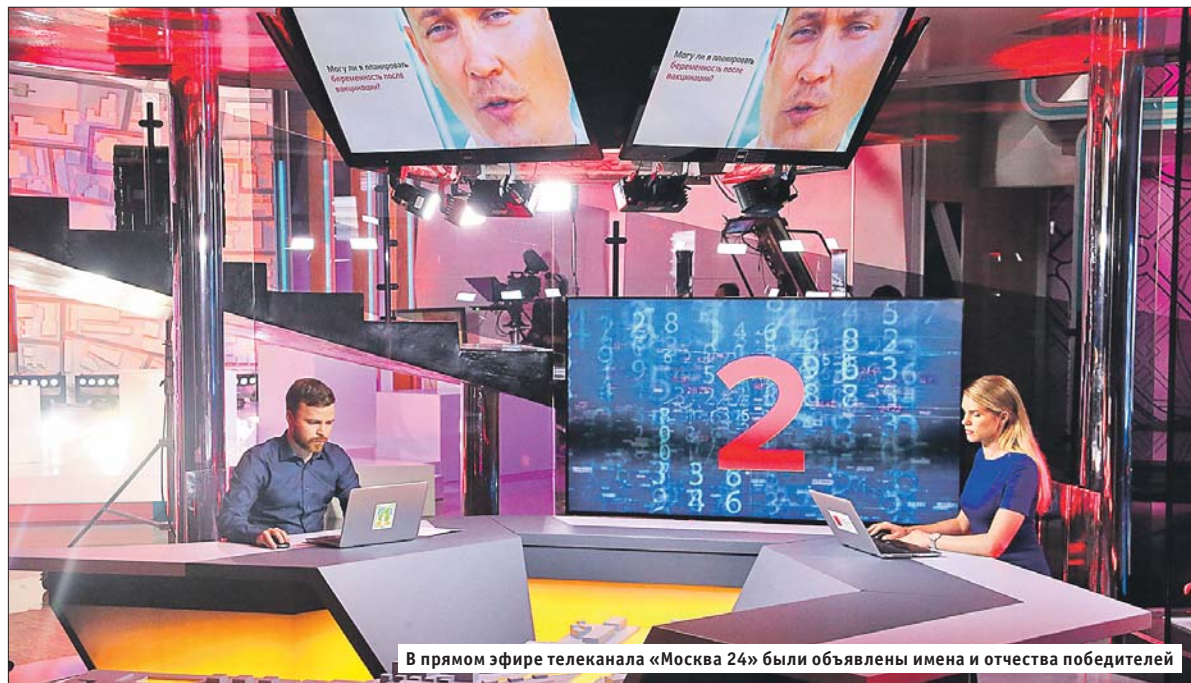 Могу ли я планировать
беременность после
вакцинации?
Могу ли я планировать
беременность после
вакцинации?
2
В прямом эфире телеканала «Москва 24» были объявлены имена и отчества победителей